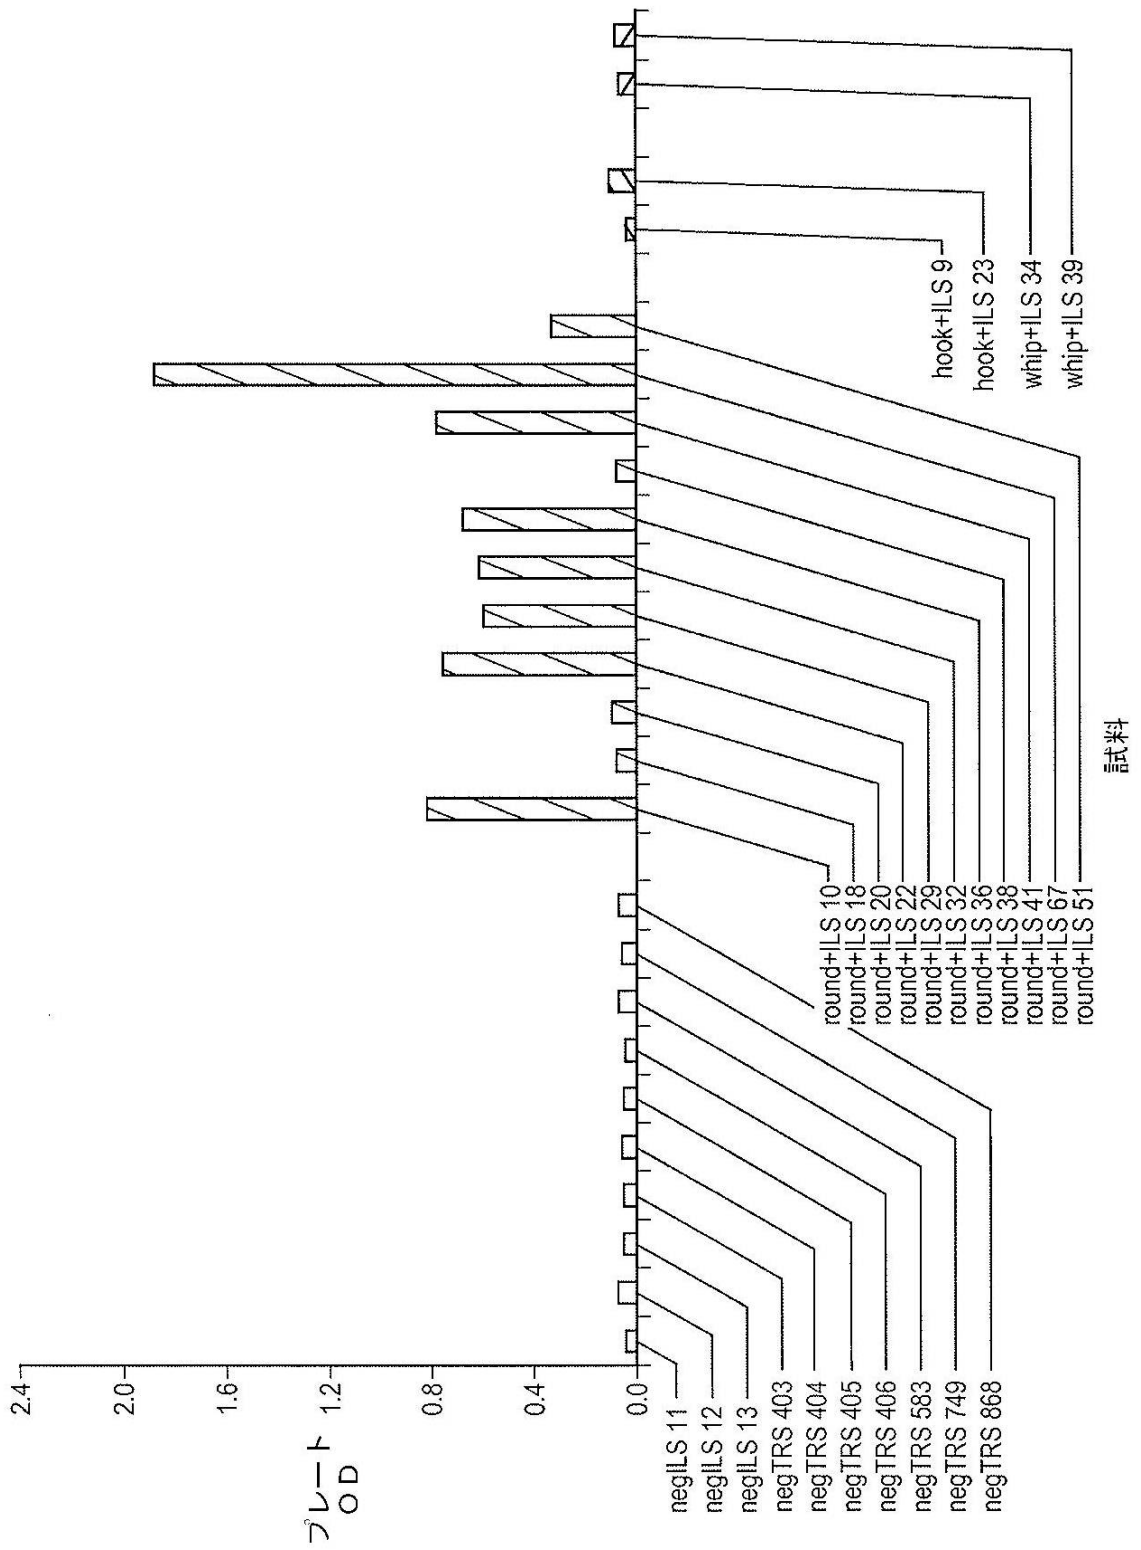 プレート
OD
2.4
2.0
1.6
1.2
0.8
0.4
0.0
negILS 11
negILS 12
negILS 13
negTRS 403
negTRS 404
negTRS 405
negTRS 406
negTRS 583
negTRS 749
negTRS 868
round+ILS 10
round+ILS 18
round+ILS 20
round+ILS 22
round+ILS 29
round+ILS 32
round+ILS 36
round+ILS 38
round+ILS 41
round+ILS 67
round+ILS 51
hook+ILS 9
hook+ILS 23
whip+ILS 34
whip+ILS 39
試料